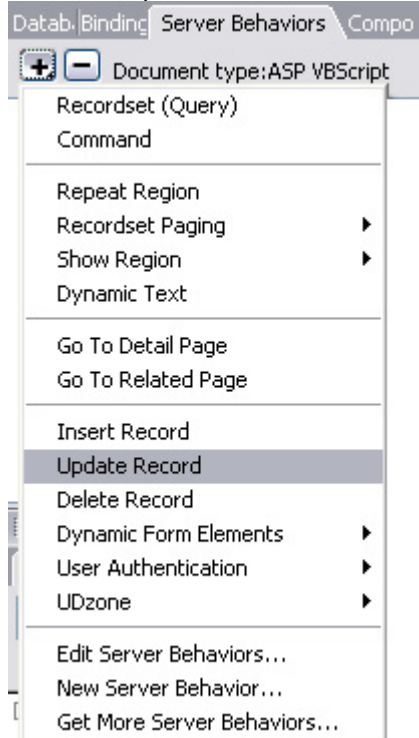 Datab Binding Server Behaviors Compo
Document type:ASP VBScript
Recordset (Query)
Command
Repeat Region
Recordset Paging
Show Region
Dynamic Text
Go To Detail Page
Go To Related Page
Insert Record
Update Record
Delete Record
Dynamic Form Elements
User Authentication
UDzone
Edit Server Behaviors...
New Server Behavior...
Get More Server Behaviors...